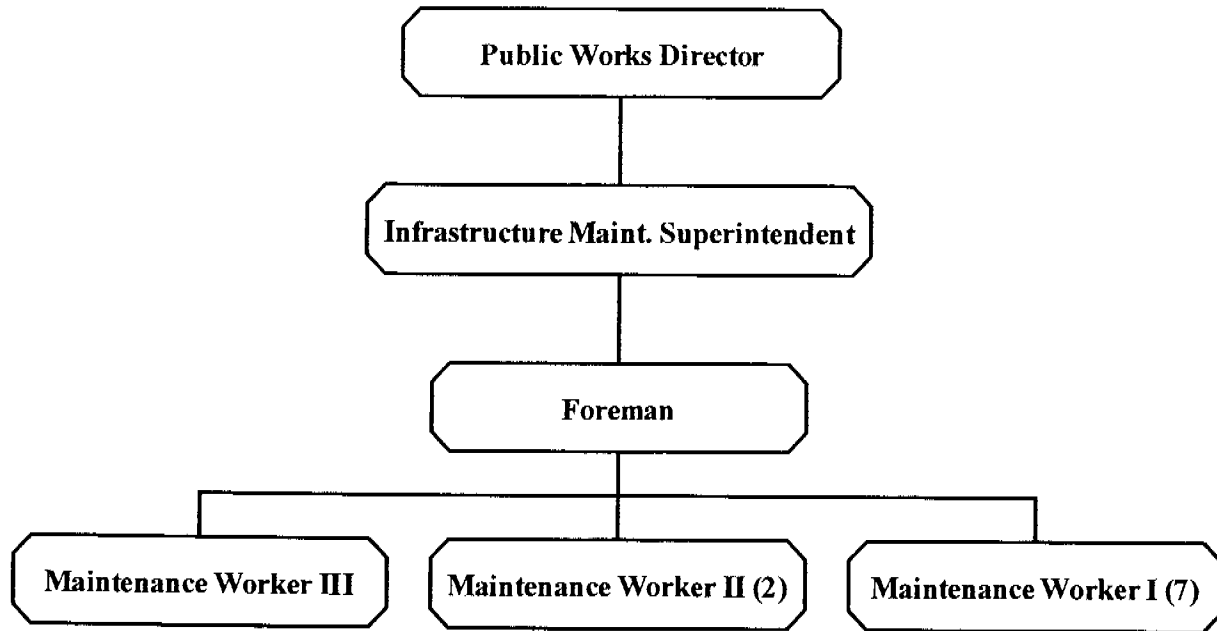 Public Works Director
Infrastructure Maint. Superintendent
Foreman
Maintenance Worker III
Maintenance Worker II (2)
Maintenance Worker I (7)